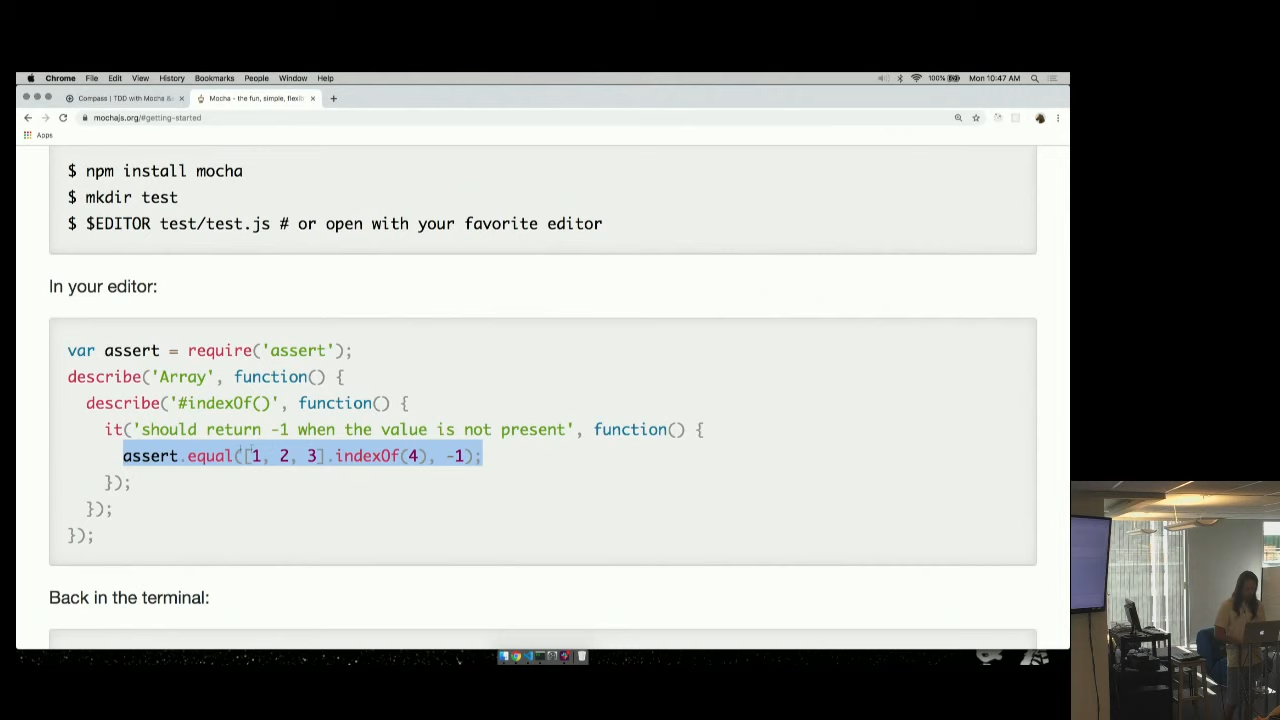 Chrome File Edit View History Bookmarks People Window Help 100% Mon 10:47 AM
Compass | TDD with Mocha & Mocha - the fun, simple, flexib
mochajs.org/#getting-started
Apps
$ npm install mocha
$ mkdir test
$ $EDITOR test/test.js # or open with your favorite editor
In your editor:
var assert = require('assert');
describe('Array', function() {
describe('#indexOf()', function() {
it('should return -1 when the value is not present', function() {
assert.equal([1, 2, 3].indexOf(4), -1);
});
});
});
Back in the terminal: